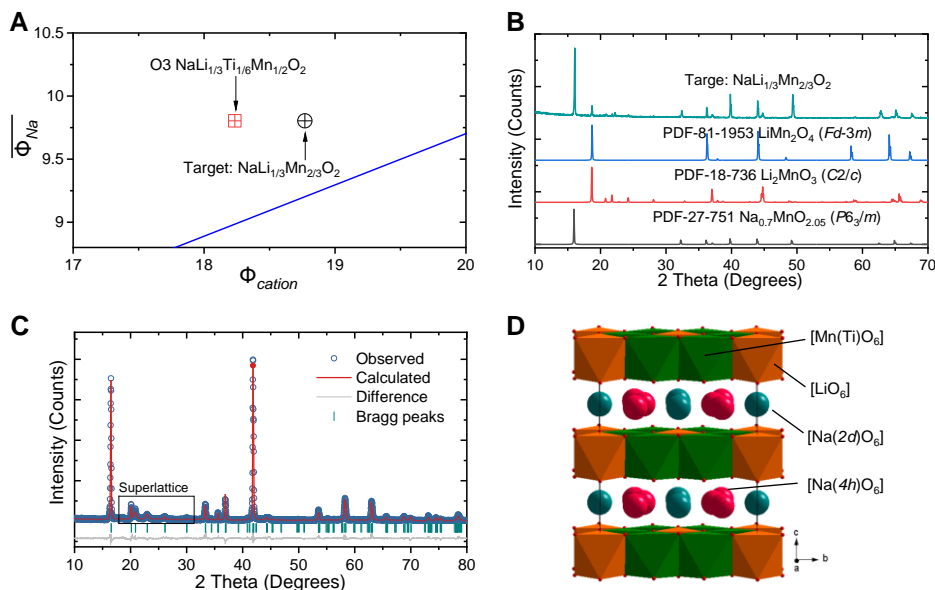 A
10.5
10
9.5
9
17
18
19
20
Φ̅N̅a̅
Φcation
O3 NaLi1/3Ti1/6Mn1/2O2
Target: NaLi1/3Mn2/3O2
B
Intensity (Counts)
Targe: NaLi1/3Mn2/3O2
PDF-81-1953 LiMn2O4 (Fd-3m)
PDF-18-736 Li2MnO3 (C2/c)
PDF-27-751 Na0.7MnO2.05 (P63/m)
10 20 30 40 50 60 70
2 Theta (Degrees)
C
Intensity (Counts)
Observed
Calculated
Difference
Bragg peaks
Superlattice
10 20 30 40 50 60 70 80
2 Theta (Degrees)
D
[Mn(Ti)O6]
[LiO6]
[Na(2d)O6]
[Na(4h)O6]
c
a
b